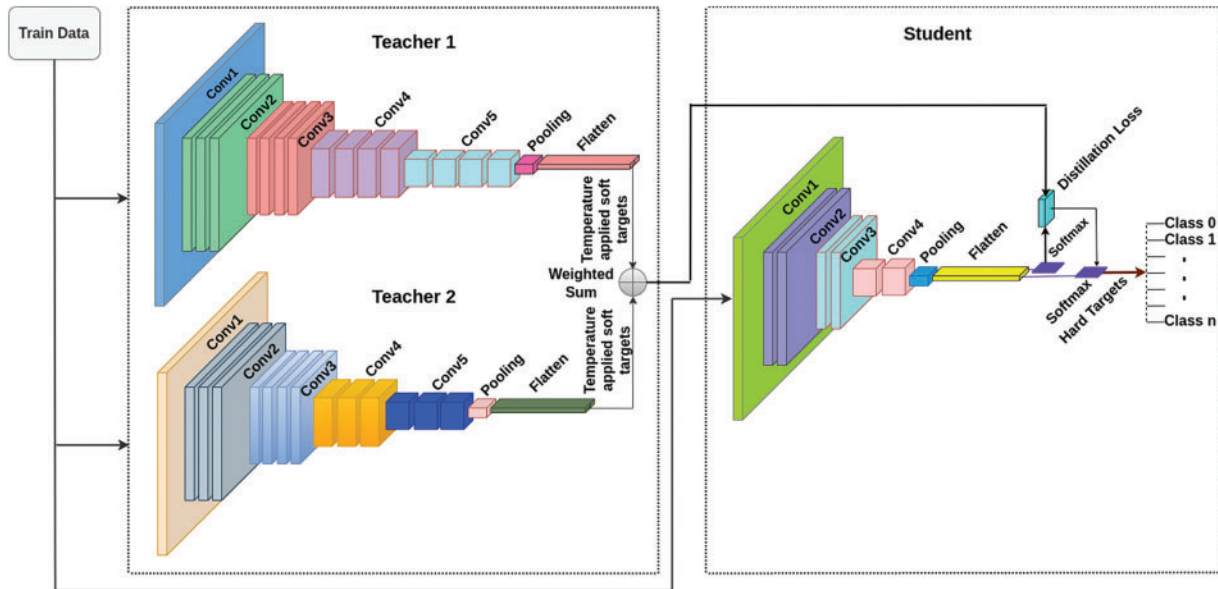 Train Data
Teacher 1
Conv1
Conv2
Conv3
Conv4
Conv5
Pooling
Flatten
Temperature
applied soft
targets
Weighted
Sum
Teacher 2
Conv1
Conv2
Conv3
Conv4
Conv5
Pooling
Flatten
Temperature
applied soft
targets
Student
Conv1
Conv2
Conv3
Conv4
Pooling
Flatten
Distillation Loss
Softmax
Softmax
Hard Targets
Class 0
Class 1
Class n